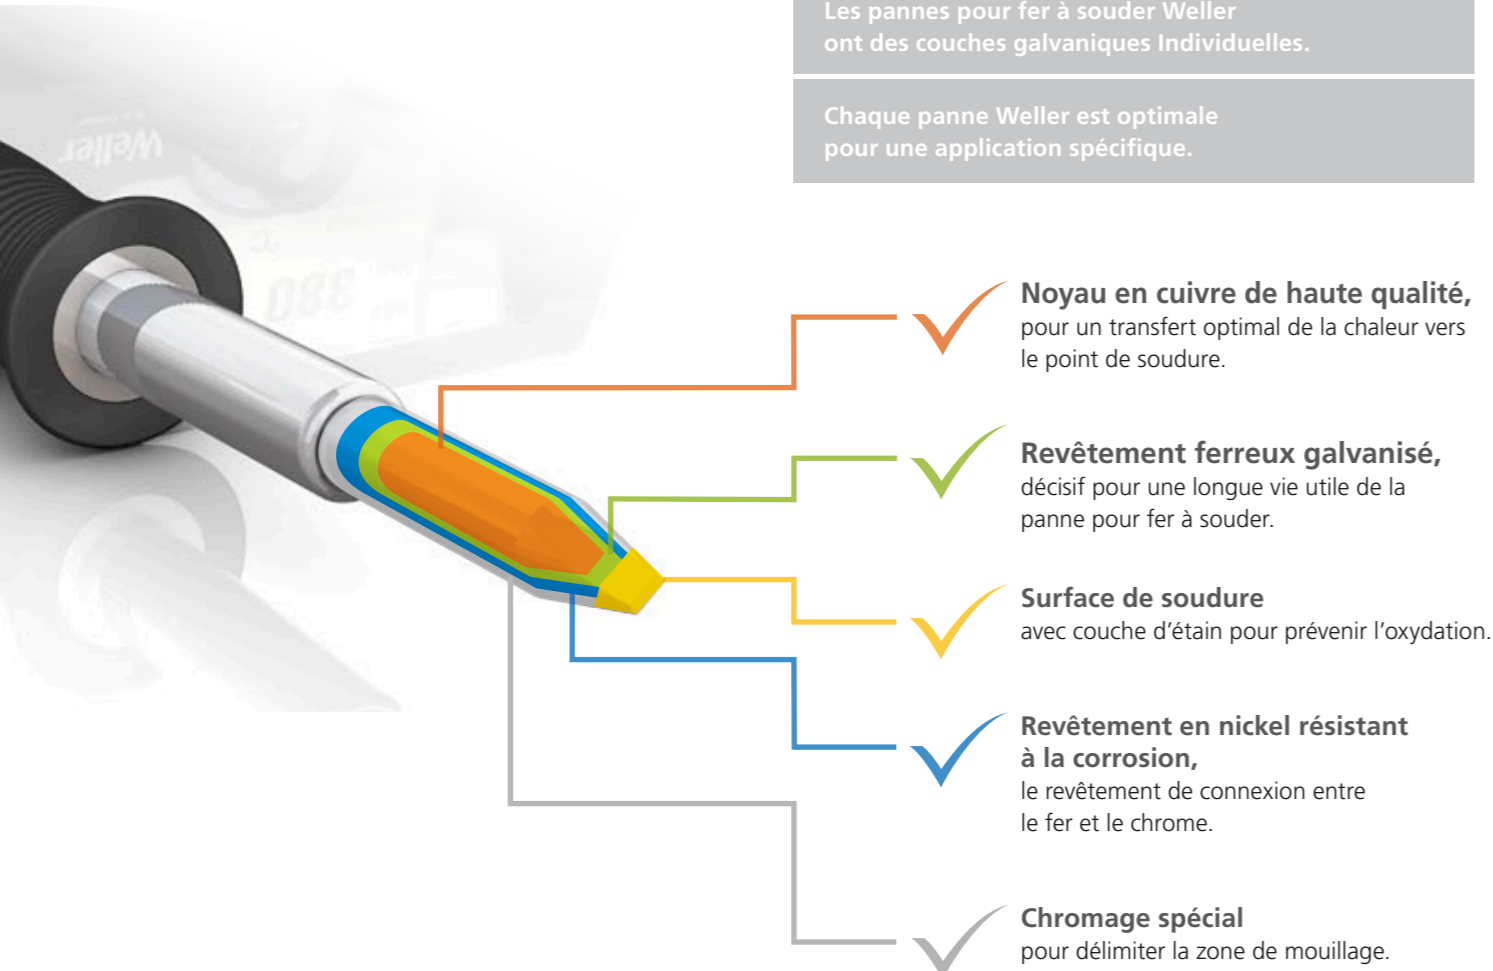 Les pannes pour fer à souder Weller
ont des couches galvaniques Individuelles.
Chaque panne Weller est optimale
pour une application spécifique.
Weller
°C
380
Noyau en cuivre de haute qualité,
pour un transfert optimal de la chaleur vers
le point de soudure.
Revêtement ferreux galvanisé,
décisif pour une longue vie utile de la
panne pour fer à souder.
Surface de soudure
avec couche d’étain pour prévenir l’oxydation.
Revêtement en nickel résistant
à la corrosion,
le revêtement de connexion entre
le fer et le chrome.
Chromage spécial
pour délimiter la zone de mouillage.